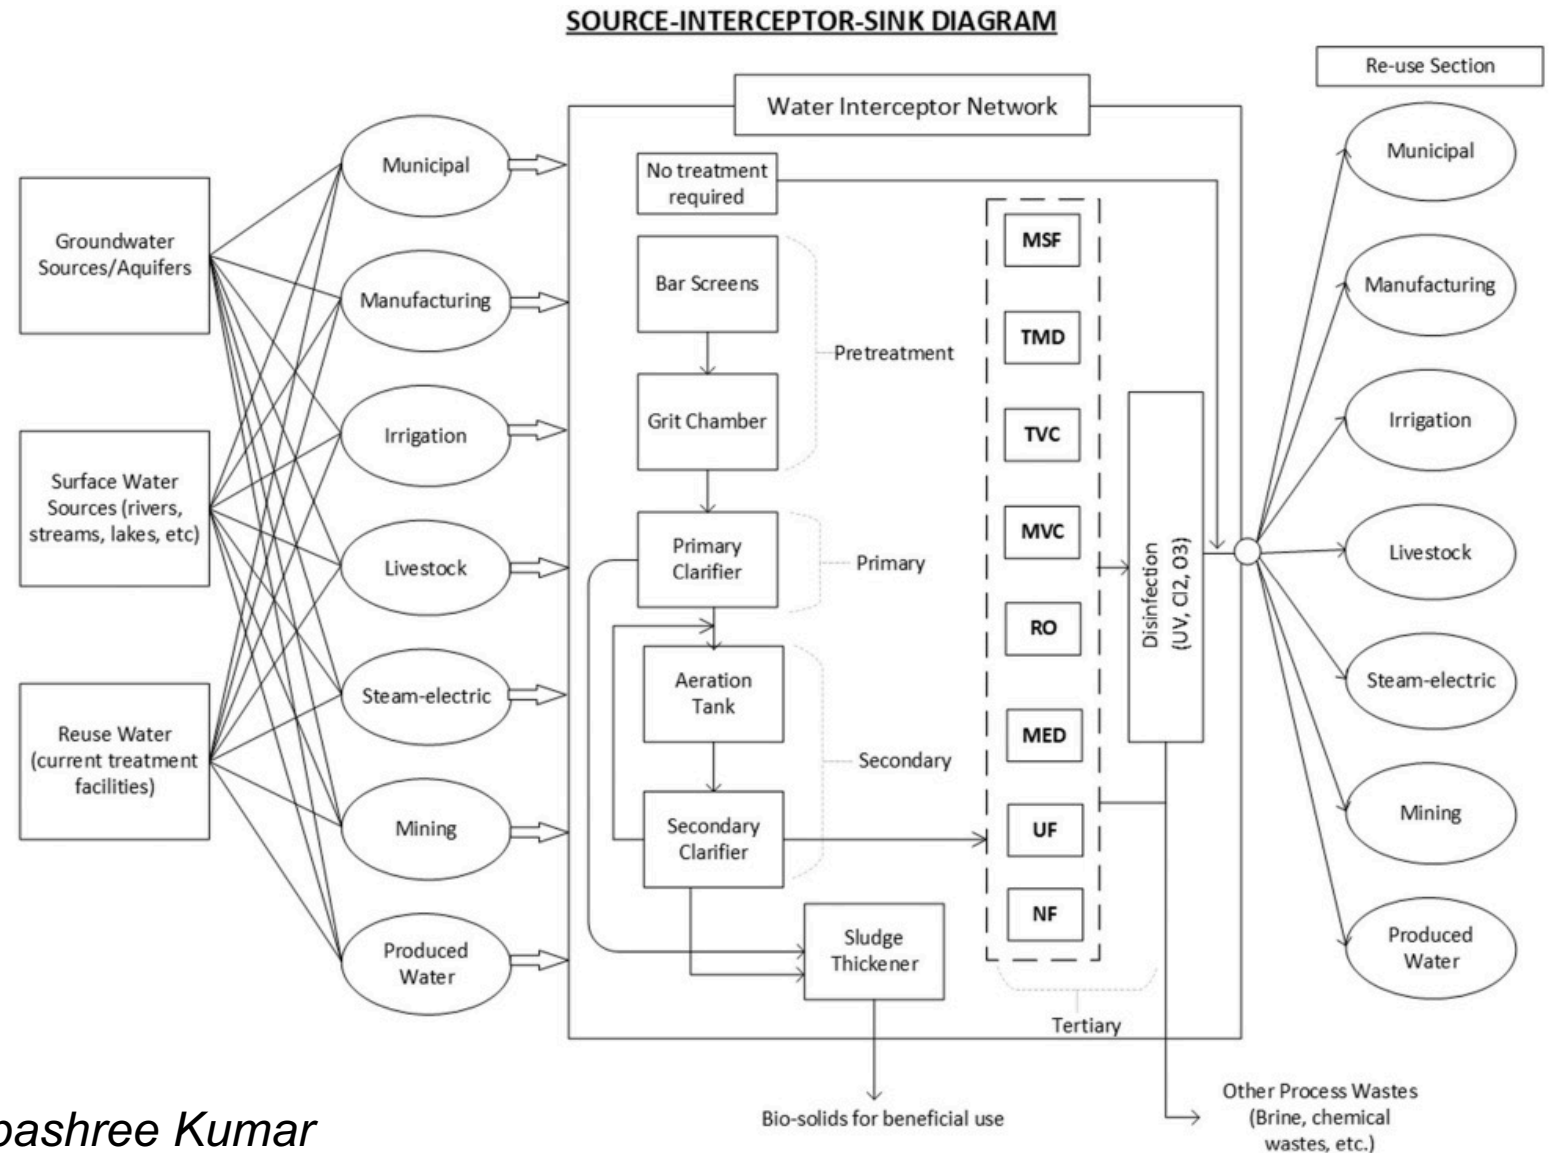 SOURCE-INTERCEPTOR-SINK DIAGRAM
Re-use Section
Water Interceptor Network
Groundwater
Sources/Aquifers
Surface Water
Sources (rivers,
streams, lakes, etc)
Reuse Water
(current treatment
facilities)
Municipal
Manufacturing
Irrigation
Livestock
Steam-electric
Mining
Produced
Water
No treatment
required
Bar Screens
Grit Chamber
Pretreatment
Primary
Clarifier
Primary
Aeration
Tank
Secondary
Secondary
Clarifier
Sludge
Thickener
MSF
TMD
TVC
MVC
RO
MED
UF
NF
Tertiary
Disinfection
(UV, Cl2, O3)
Municipal
Manufacturing
Irrigation
Livestock
Steam-electric
Mining
Produced
Water
Bio-solids for beneficial use
Other Process Wastes
(Brine, chemical
wastes, etc.)
Kumar